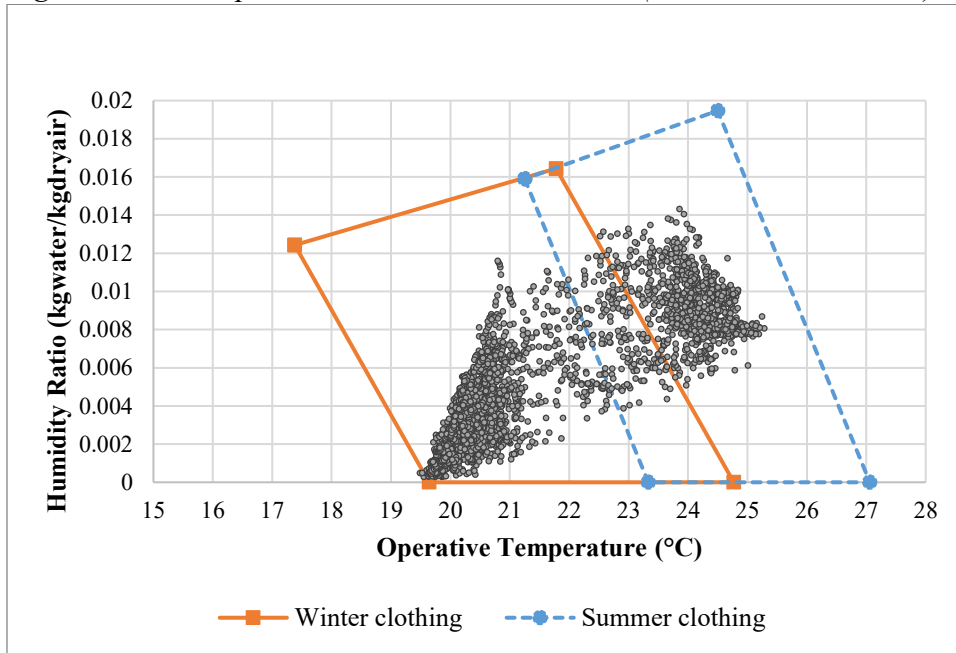 0.02
0.018
0.016
0.014
0.012
0.01
0.008
0.006
0.004
0.002
0
Humidity Ratio (kgwater/kgdryair)
15 16 17 18 19 20 21 22 23 24 25 26 27 28
Operative Temperature (°C)
Winter clothing Summer clothing